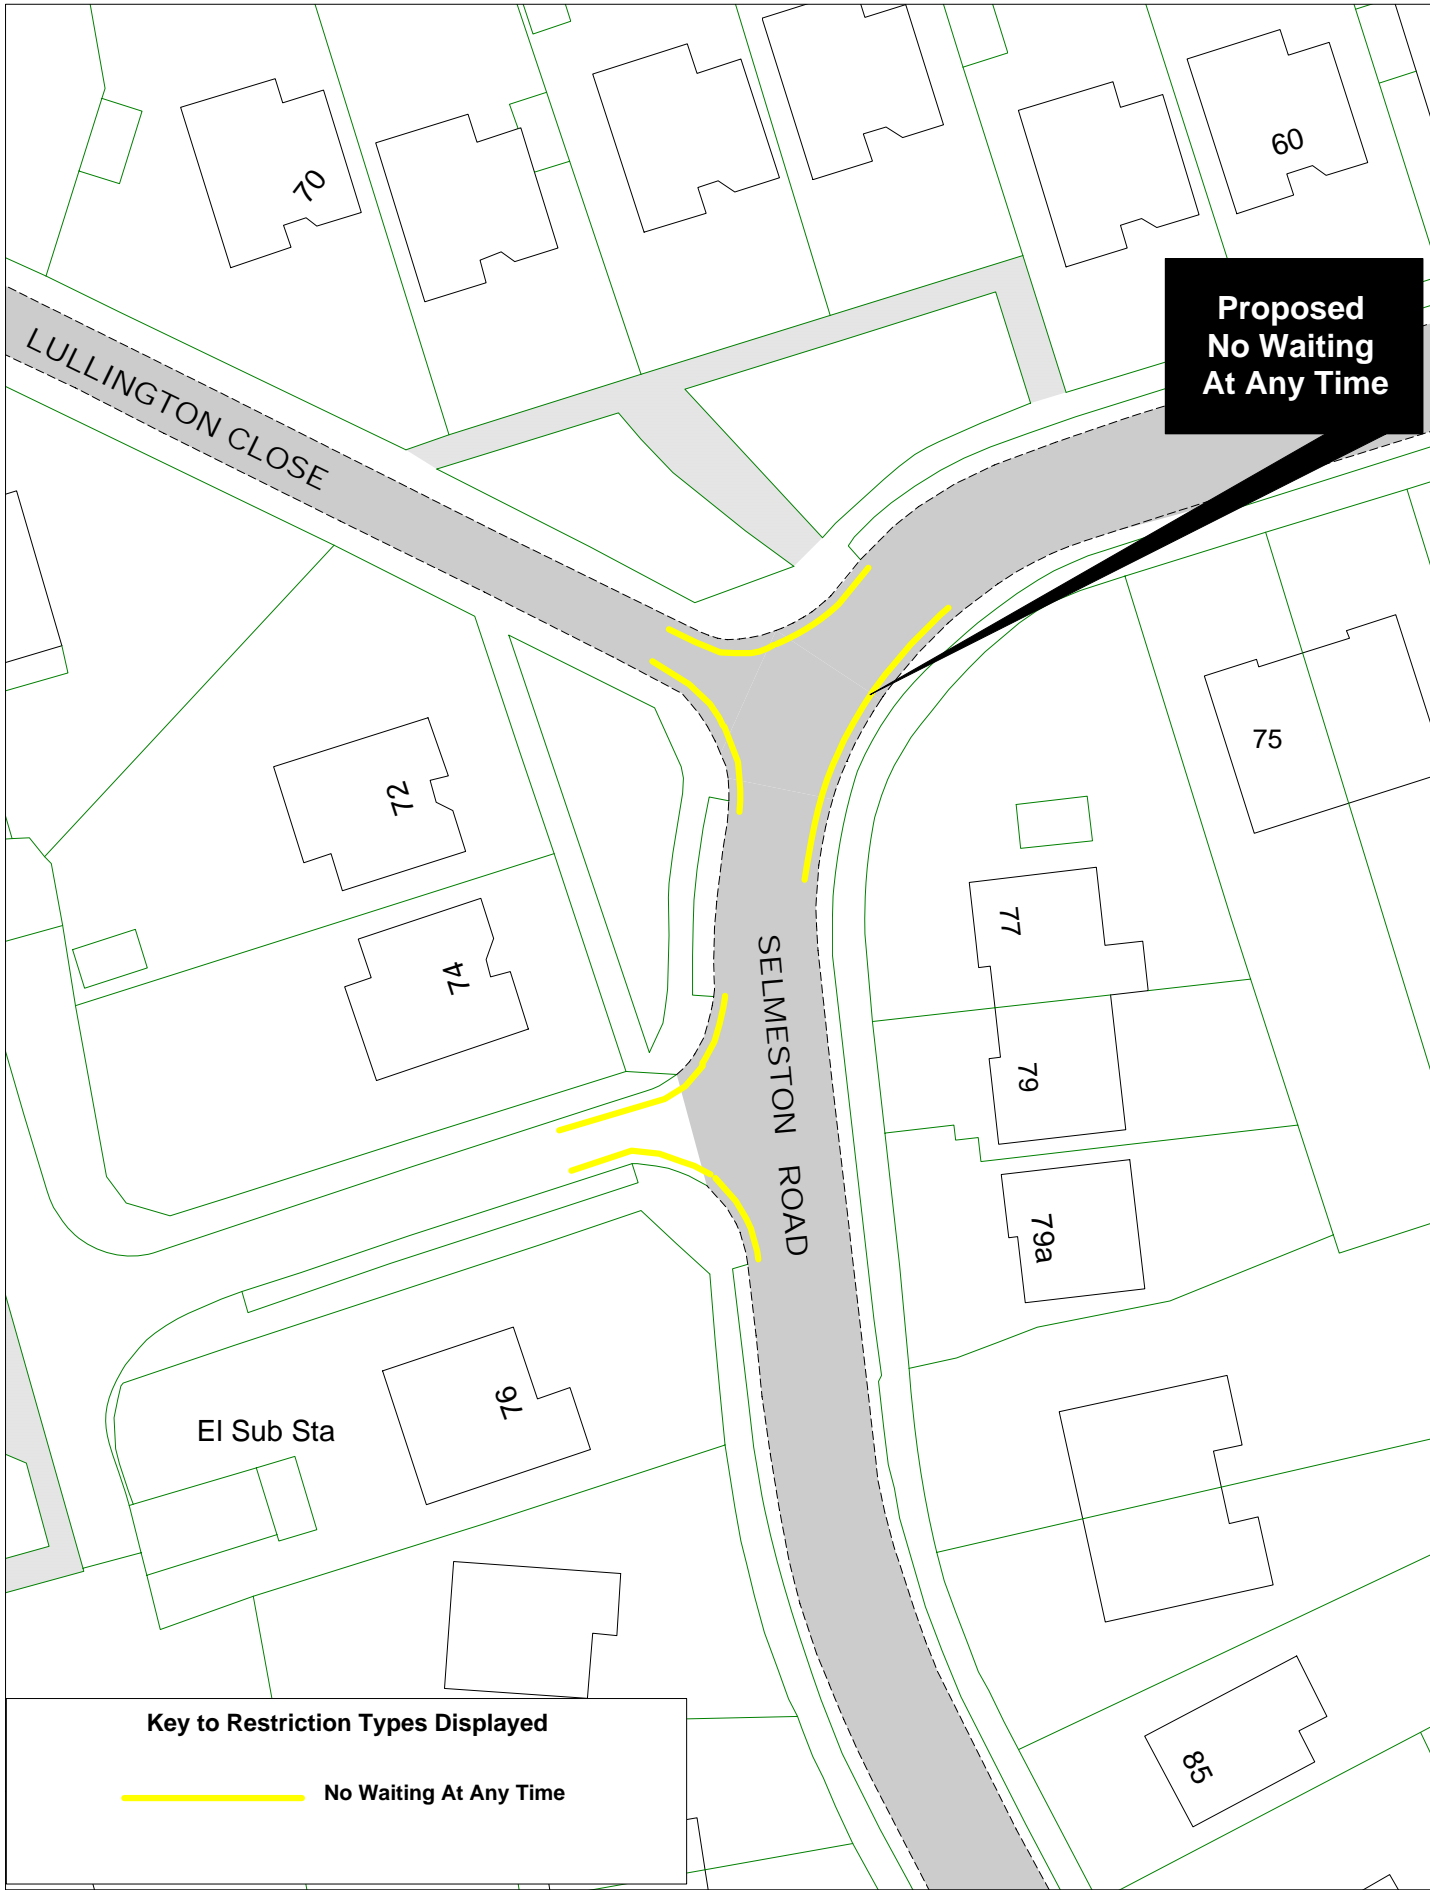 70
60
Proposed
No Waiting
At Any Time
LULLINGTON CLOSE
75
72
77
74
SELMESTON ROAD
79
79a
76
El Sub Sta
85
Key to Restriction Types Displayed
No Waiting At Any Time